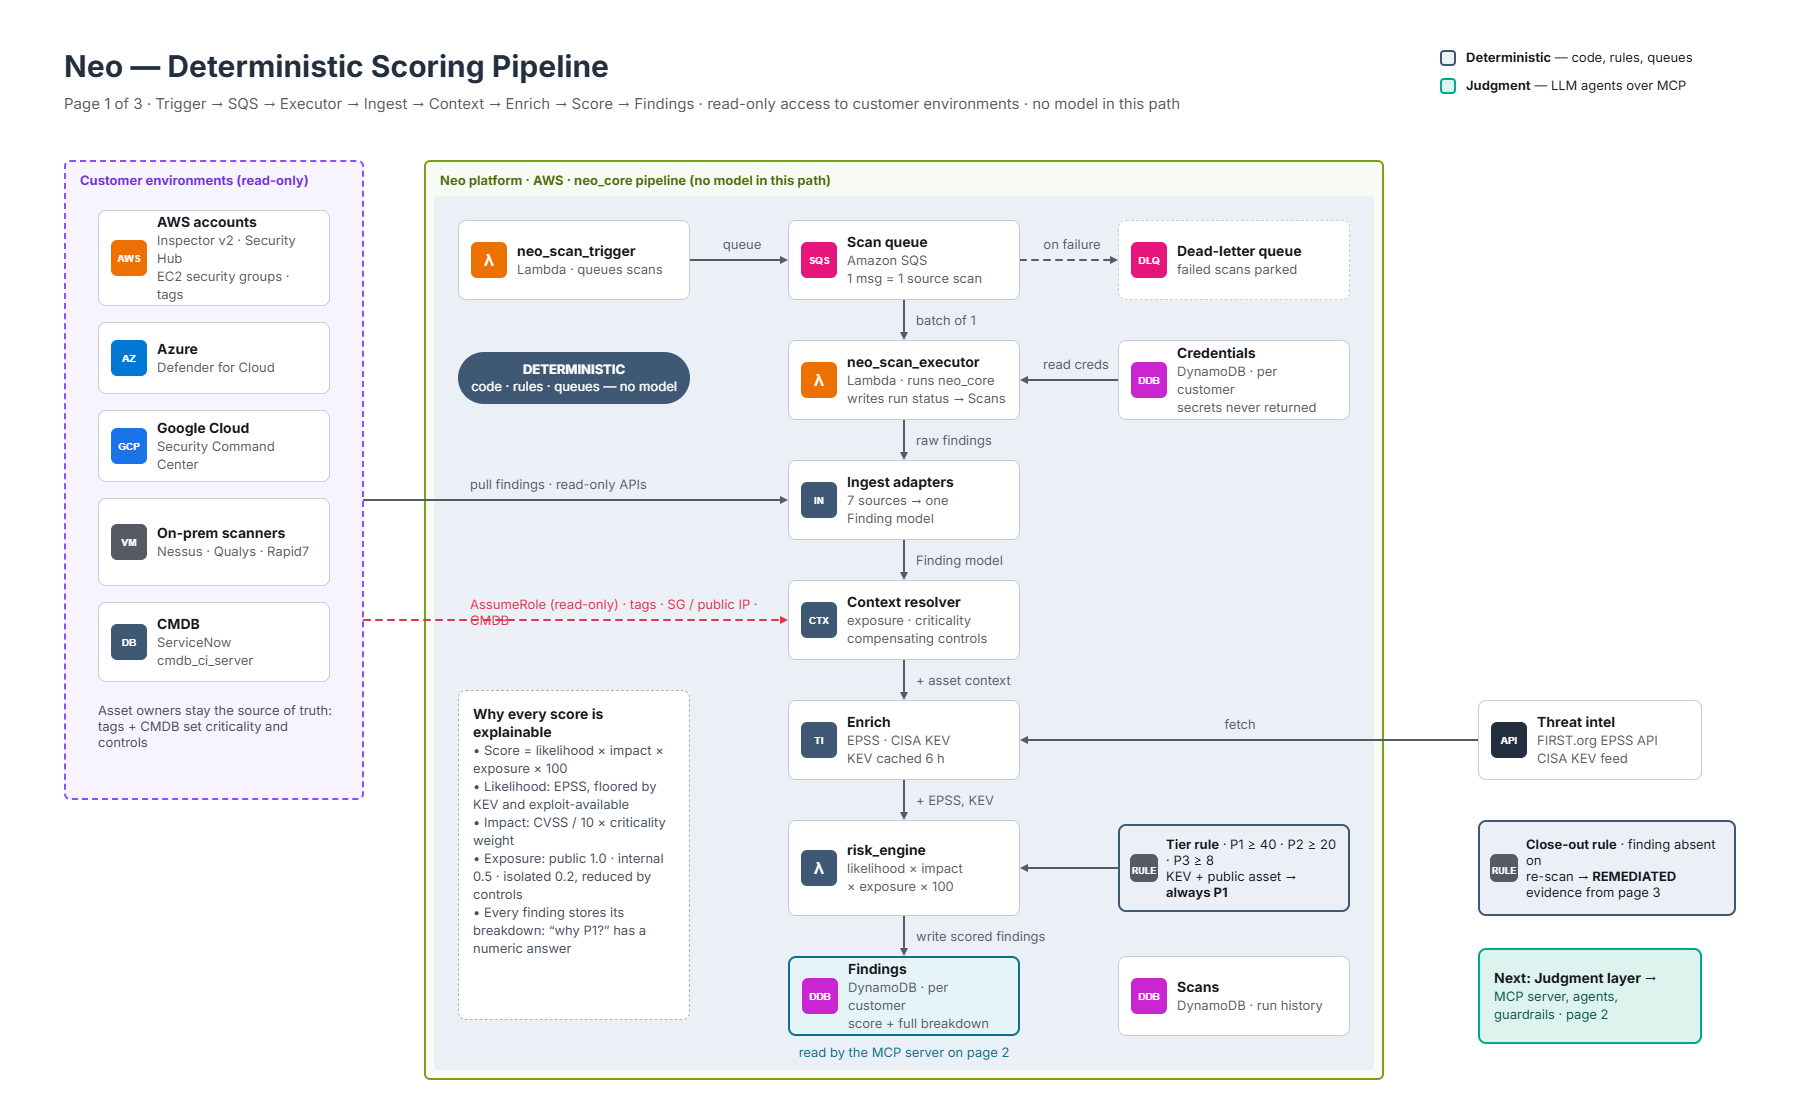 Neo — Deterministic Scoring Pipeline
Page 1 of 3 · Trigger → SQS → Executor → Ingest → Context → Enrich → Score → Findings · read-only access to customer environments · no model in this path
Deterministic — code, rules, queues
Judgment — LLM agents over MCP
Customer environments (read-only)
AWS
AWS accounts
Inspector v2 · Security
Hub
EC2 security groups ·
tags
AZ
Azure
Defender for Cloud
GCP
Google Cloud
Security Command
Center
VM
On-prem scanners
Nessus · Qualys · Rapid7
DB
CMDB
ServiceNow
cmdb_ci_server
Asset owners stay the source of truth:
tags + CMDB set criticality and
controls
Neo platform · AWS · neo_core pipeline (no model in this path)
λ
neo_scan_trigger
Lambda · queues scans
queue
SQS
Scan queue
Amazon SQS
1 msg = 1 source scan
on failure
DLQ
Dead-letter queue
failed scans parked
batch of 1
DETERMINISTIC
code · rules · queues — no model
λ
neo_scan_executor
Lambda · runs neo_core
writes run status → Scans
read creds
DDB
Credentials
DynamoDB · per
customer
secrets never returned
raw findings
pull findings · read-only APIs
IN
Ingest adapters
7 sources → one
Finding model
Finding model
AssumeRole (read-only) · tags · SG / public IP ·
CMDB
CTX
Context resolver
exposure · criticality
compensating controls
+ asset context
Why every score is
explainable
• Score = likelihood × impact ×
exposure × 100
• Likelihood: EPSS, floored by
KEV and exploit-available
• Impact: CVSS / 10 × criticality
weight
• Exposure: public 1.0 · internal
0.5 · isolated 0.2, reduced by
controls
• Every finding stores its
breakdown: “why P1?” has a
numeric answer
TI
Enrich
EPSS · CISA KEV
KEV cached 6 h
fetch
API
Threat intel
FIRST.org EPSS API
CISA KEV feed
+ EPSS, KEV
λ
risk_engine
likelihood × impact
× exposure × 100
RULE
Tier rule · P1 ≥ 40 · P2 ≥ 20
· P3 ≥ 8
KEV + public asset →
always P1
RULE
Close-out rule · finding absent
on
re-scan → REMEDIATED
evidence from page 3
write scored findings
DDB
Findings
DynamoDB · per
customer
score + full breakdown
read by the MCP server on page 2
DDB
Scans
DynamoDB · run history
Next: Judgment layer →
MCP server, agents,
guardrails · page 2